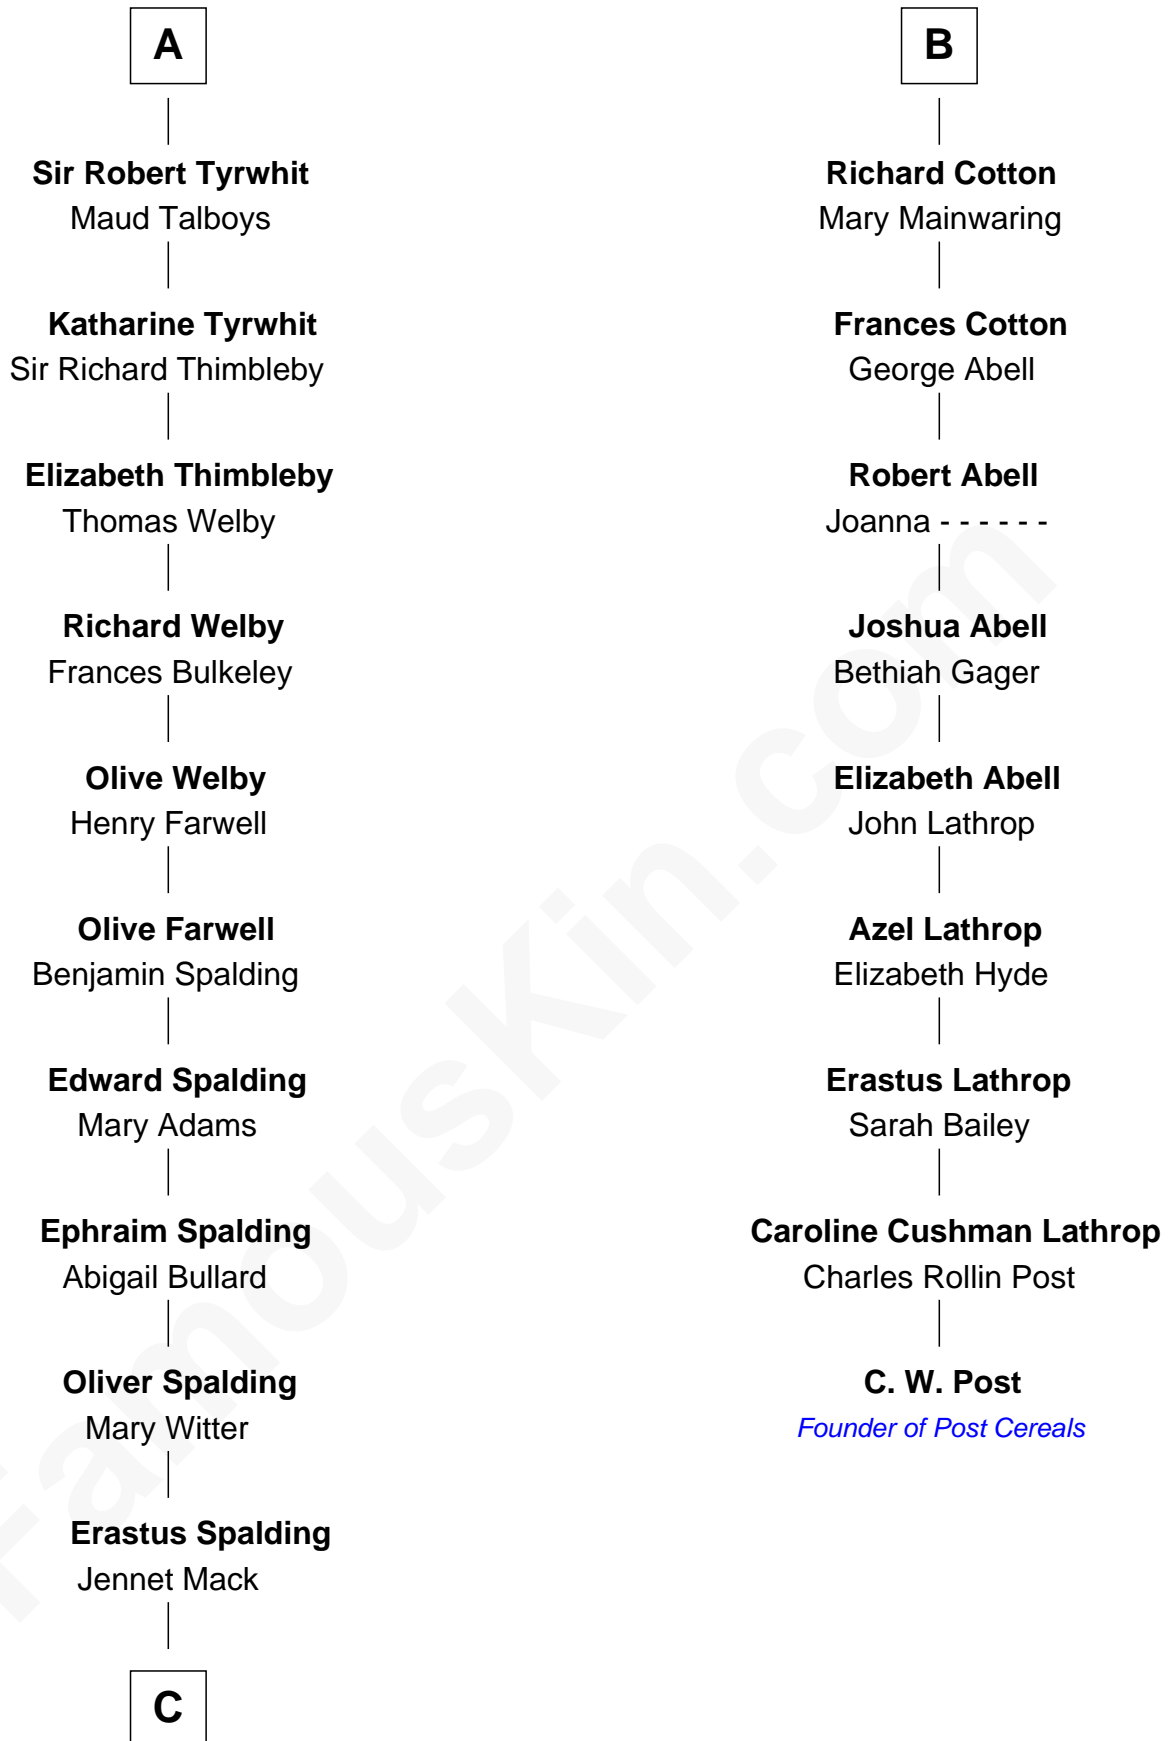 A
Sir Robert Tyrwhit
Maud Talboys
Katharine Tyrwhit
Sir Richard Thimbleby
Elizabeth Thimbleby
Thomas Welby
Richard Welby
Frances Bulkeley
Olive Welby
Henry Farwell
Olive Farwell
Benjamin Spalding
Edward Spalding
Mary Adams
Ephraim Spalding
Abigail Bullard
Oliver Spalding
Mary Witter
Erastus Spalding
Jennet Mack
C
B
Richard Cotton
Mary Mainwaring
Frances Cotton
George Abell
Robert Abell
Joanna - - - - - -
Joshua Abell
Bethiah Gager
Elizabeth Abell
John Lathrop
Azel Lathrop
Elizabeth Hyde
Erastus Lathrop
Sarah Bailey
Caroline Cushman Lathrop
Charles Rollin Post
C. W. Post
Founder of Post Cereals
FamousKin.com